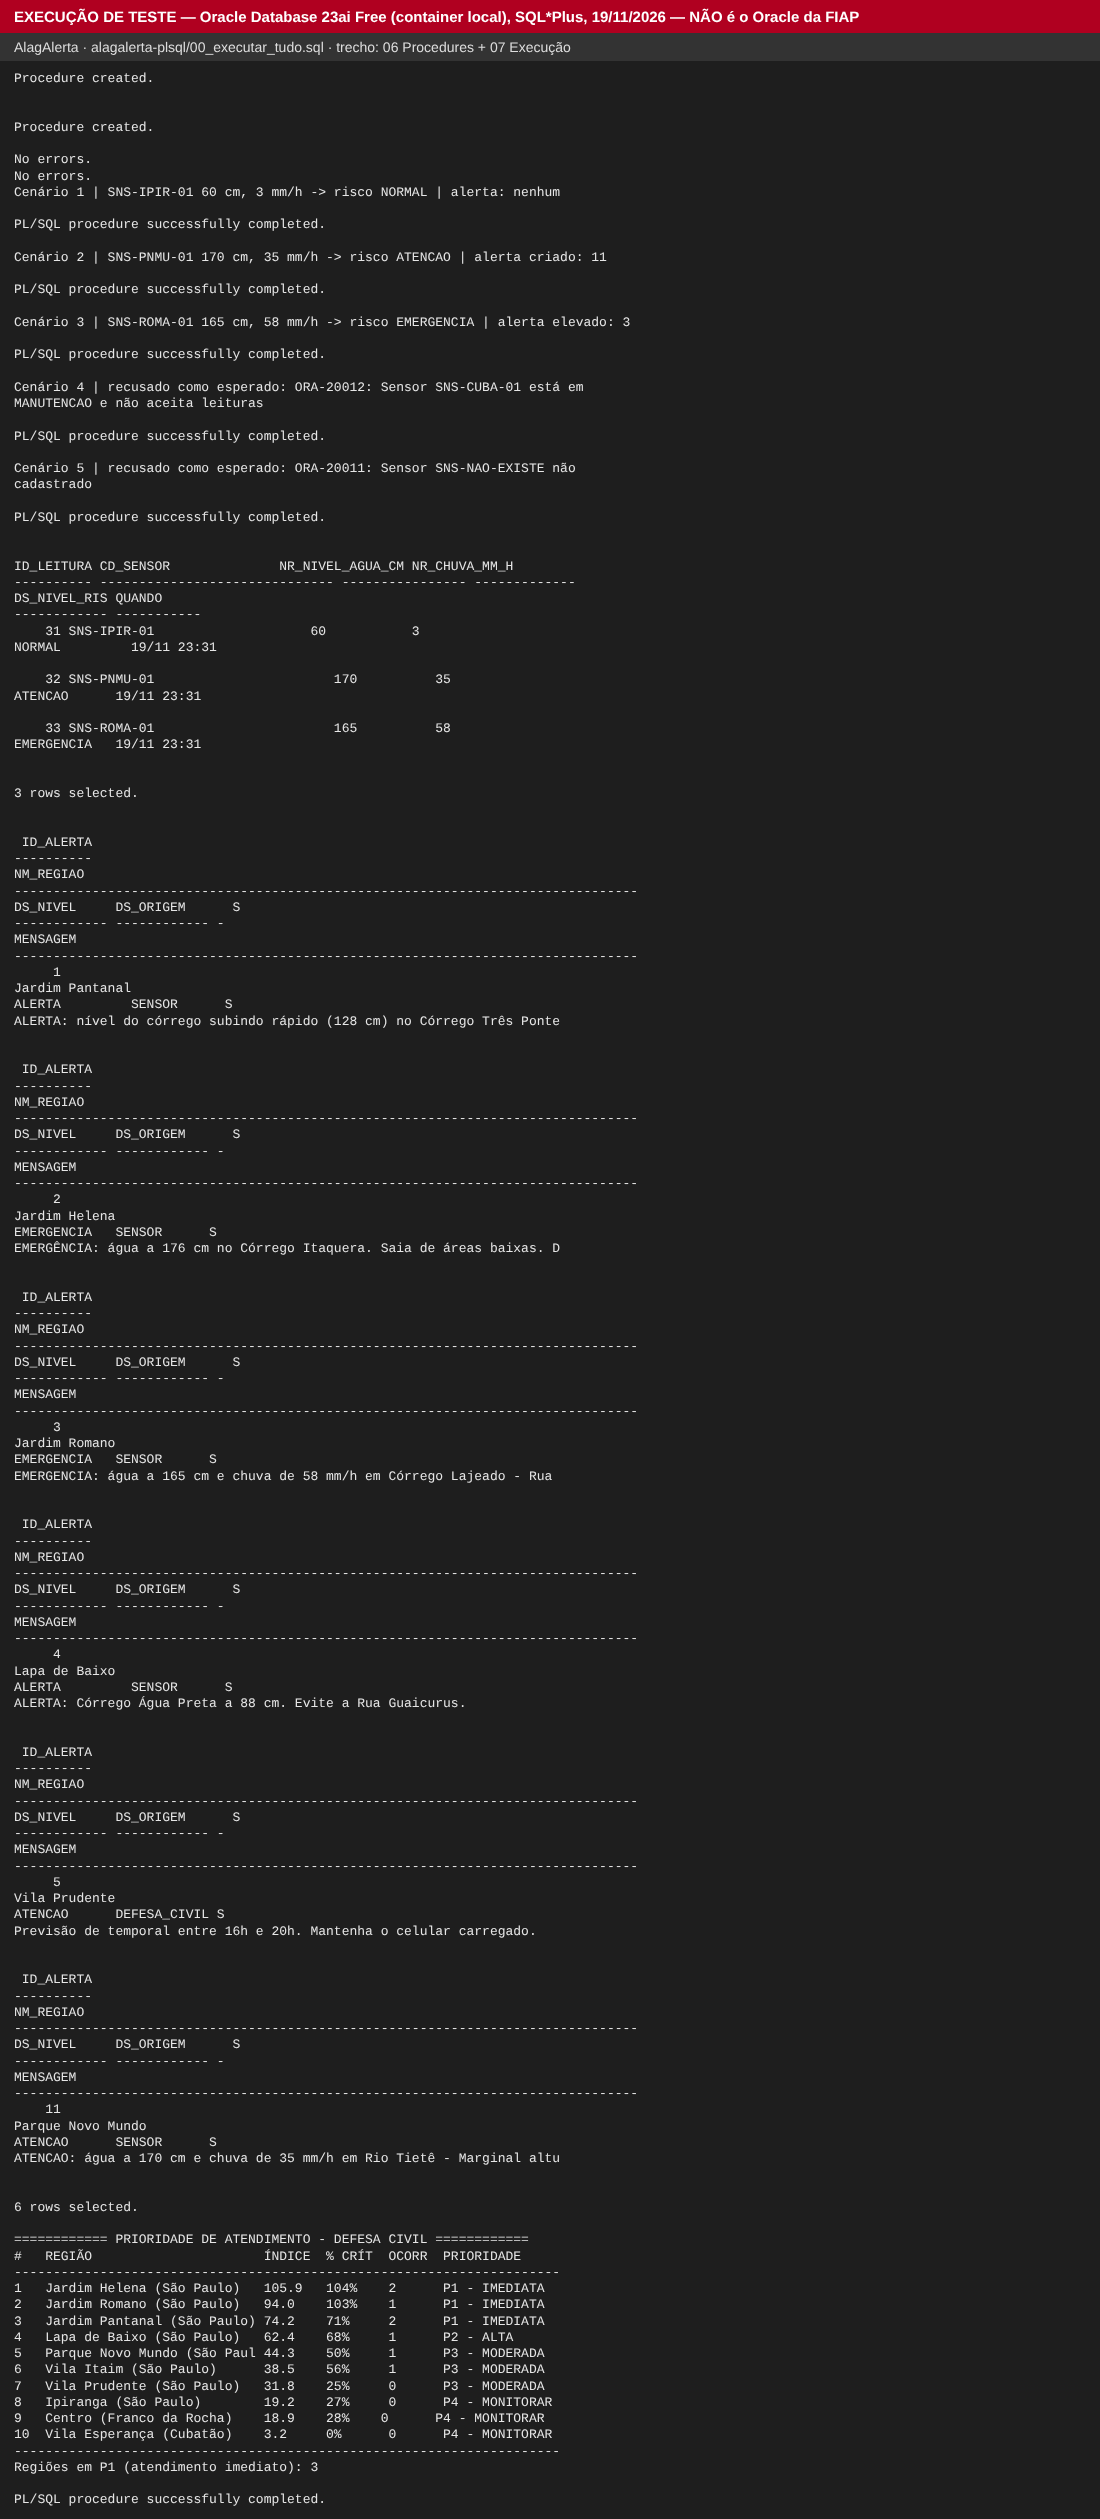 EXECUÇÃO DE TESTE — Oracle Database 23ai Free (container local), SQL*Plus, 19/11/2026 — NÃO é o Oracle da FIAP
AlagAlerta · alagalerta-plsql/00_executar_tudo.sql · trecho: 06 Procedures + 07 Execução
Procedure created.
Procedure created.
No errors.
No errors.
Cenário 1 | SNS-IPIR-01 60 cm, 3 mm/h -> risco NORMAL | alerta: nenhum
PL/SQL procedure successfully completed.
Cenário 2 | SNS-PNMU-01 170 cm, 35 mm/h -> risco ATENCAO | alerta criado: 11
PL/SQL procedure successfully completed.
Cenário 3 | SNS-ROMA-01 165 cm, 58 mm/h -> risco EMERGENCIA | alerta elevado: 3
PL/SQL procedure successfully completed.
Cenário 4 | recusado como esperado: ORA-20012: Sensor SNS-CUBA-01 está em
MANUTENCAO e não aceita leituras
PL/SQL procedure successfully completed.
Cenário 5 | recusado como esperado: ORA-20011: Sensor SNS-NAO-EXISTE não
cadastrado
PL/SQL procedure successfully completed.
ID_LEITURA CD_SENSOR              NR_NIVEL_AGUA_CM NR_CHUVA_MM_H
---------- ------------------------------ ---------------- -------------
DS_NIVEL_RIS QUANDO
------------ -----------
    31 SNS-IPIR-01                    60           3
NORMAL         19/11 23:31
    32 SNS-PNMU-01                       170          35
ATENCAO      19/11 23:31
    33 SNS-ROMA-01                       165          58
EMERGENCIA   19/11 23:31
3 rows selected.
 ID_ALERTA
----------
NM_REGIAO
--------------------------------------------------------------------------------
DS_NIVEL     DS_ORIGEM      S
------------ ------------ -
MENSAGEM
--------------------------------------------------------------------------------
     1
Jardim Pantanal
ALERTA         SENSOR      S
ALERTA: nível do córrego subindo rápido (128 cm) no Córrego Três Ponte
 ID_ALERTA
----------
NM_REGIAO
--------------------------------------------------------------------------------
DS_NIVEL     DS_ORIGEM      S
------------ ------------ -
MENSAGEM
--------------------------------------------------------------------------------
     2
Jardim Helena
EMERGENCIA   SENSOR      S
EMERGÊNCIA: água a 176 cm no Córrego Itaquera. Saia de áreas baixas. D
 ID_ALERTA
----------
NM_REGIAO
--------------------------------------------------------------------------------
DS_NIVEL     DS_ORIGEM      S
------------ ------------ -
MENSAGEM
--------------------------------------------------------------------------------
     3
Jardim Romano
EMERGENCIA   SENSOR      S
EMERGENCIA: água a 165 cm e chuva de 58 mm/h em Córrego Lajeado - Rua
 ID_ALERTA
----------
NM_REGIAO
--------------------------------------------------------------------------------
DS_NIVEL     DS_ORIGEM      S
------------ ------------ -
MENSAGEM
--------------------------------------------------------------------------------
     4
Lapa de Baixo
ALERTA         SENSOR      S
ALERTA: Córrego Água Preta a 88 cm. Evite a Rua Guaicurus.
 ID_ALERTA
----------
NM_REGIAO
--------------------------------------------------------------------------------
DS_NIVEL     DS_ORIGEM      S
------------ ------------ -
MENSAGEM
--------------------------------------------------------------------------------
     5
Vila Prudente
ATENCAO      DEFESA_CIVIL S
Previsão de temporal entre 16h e 20h. Mantenha o celular carregado.
 ID_ALERTA
----------
NM_REGIAO
--------------------------------------------------------------------------------
DS_NIVEL     DS_ORIGEM      S
------------ ------------ -
MENSAGEM
--------------------------------------------------------------------------------
    11
Parque Novo Mundo
ATENCAO      SENSOR      S
ATENCAO: água a 170 cm e chuva de 35 mm/h em Rio Tietê - Marginal altu
6 rows selected.
============ PRIORIDADE DE ATENDIMENTO - DEFESA CIVIL ============
#   REGIÃO                      ÍNDICE  % CRÍT  OCORR  PRIORIDADE
----------------------------------------------------------------------
1   Jardim Helena (São Paulo)   105.9   104%    2      P1 - IMEDIATA
2   Jardim Romano (São Paulo)   94.0    103%    1      P1 - IMEDIATA
3   Jardim Pantanal (São Paulo) 74.2    71%     2      P1 - IMEDIATA
4   Lapa de Baixo (São Paulo)   62.4    68%     1      P2 - ALTA
5   Parque Novo Mundo (São Paul 44.3    50%     1      P3 - MODERADA
6   Vila Itaim (São Paulo)      38.5    56%     1      P3 - MODERADA
7   Vila Prudente (São Paulo)   31.8    25%     0      P3 - MODERADA
8   Ipiranga (São Paulo)        19.2    27%     0      P4 - MONITORAR
9   Centro (Franco da Rocha)    18.9    28%    0      P4 - MONITORAR
10  Vila Esperança (Cubatão)    3.2     0%      0      P4 - MONITORAR
----------------------------------------------------------------------
Regiões em P1 (atendimento imediato): 3
PL/SQL procedure successfully completed.